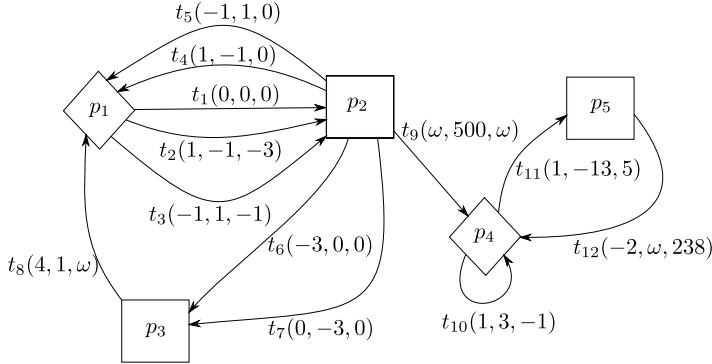 t₅(−1, 1, 0)
t₄(1, −1, 0)
t₁(0, 0, 0)
p₁
p₂
p₅
t₂(1, −1, −3)
t₉(ω, 500, ω)
t₁₁(1, −13, 5)
t₃(−1, 1, −1)
p₄
t₆(−3, 0, 0)
t₁₂(−2, ω, 238)
t₈(4, 1, ω)
p₃
t₇(0, −3, 0)
t₁₀(1, 3, −1)